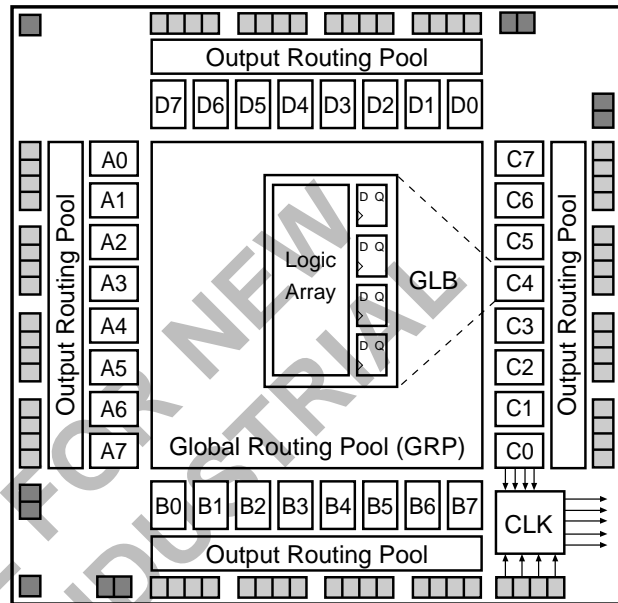 Output Routing Pool
D7 D6 D5 D4 D3 D2 D1 D0
Output Routing Pool
A0
A1
A2
A3
A4
A5
A6
A7
Logic
Array
D Q
D Q
D Q
D Q
GLB
Global Routing Pool (GRP)
C7
C6
C5
C4
C3
C2
C1
C0
Output Routing Pool
CLK
B0 B1 B2 B3 B4 B5 B6 B7
Output Routing Pool
FOR NEW
INDUSTRIAL